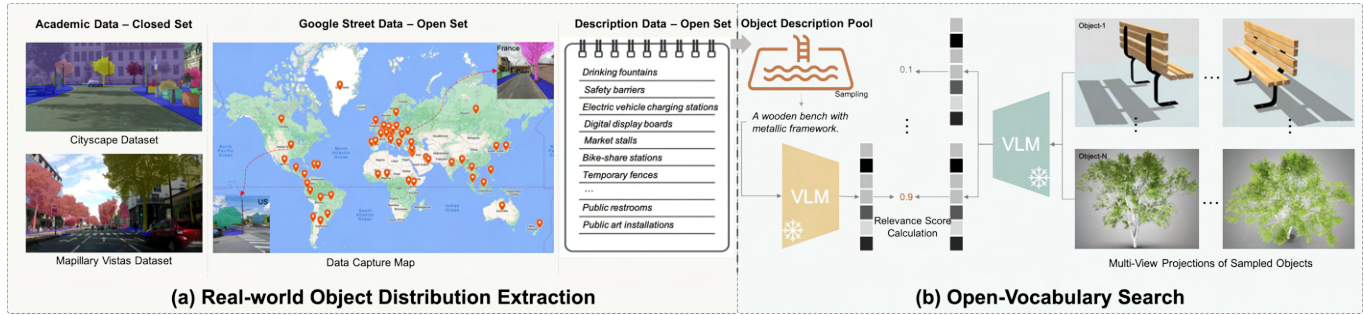 Academic Data – Closed Set
Cityscape Dataset
Mapillary Vistas Dataset
Google Street Data – Open Set
France
US
Data Capture Map
Description Data – Open Set
Drinking fountains
Safety barriers
Electric vehicle charging stations
Digital display boards
Market stalls
Bike-share stations
Temporary fences
...
Public restrooms
Public art installations
(a) Real-world Object Distribution Extraction
Object Description Pool
Sampling
A wooden bench with
metallic framework.
VLM
0.1
0.9
Relevance Score
Calculation
VLM
Object-1
Object-N
Multi-View Projections of Sampled Objects
(b) Open-Vocabulary Search